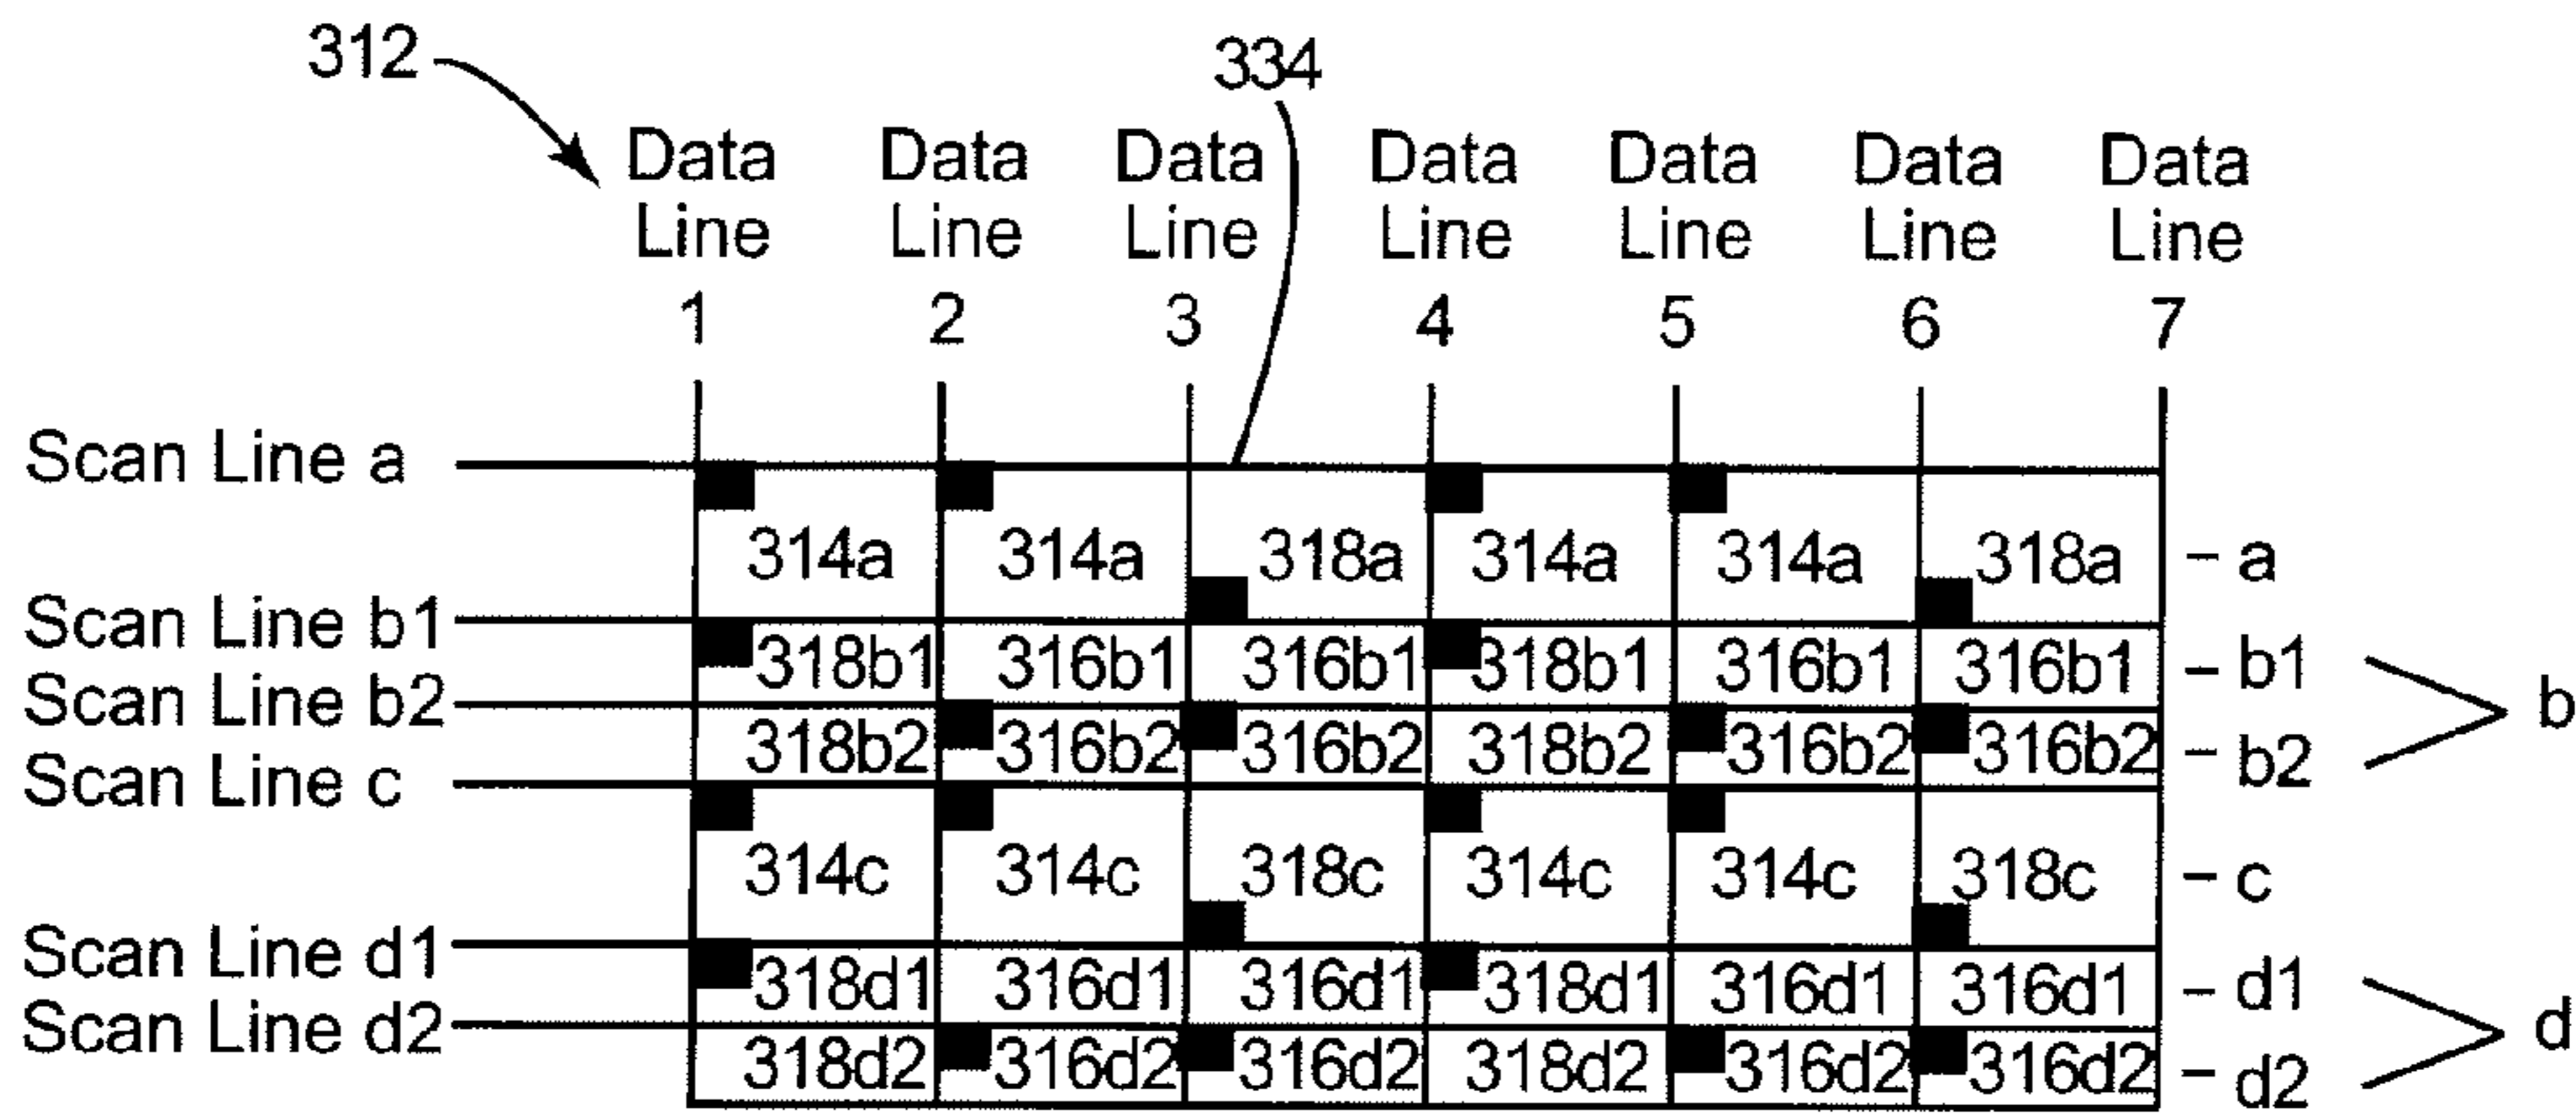 312
334
Data Line 1
Data Line 2
Data Line 3
Data Line 4
Data Line 5
Data Line 6
Data Line 7
Scan Line a
314a 314a 318a 314a 314a 318a a
Scan Line b1
318b1 316b1 316b1 318b1 316b1 316b1 b1
b
Scan Line b2
318b2 316b2 316b2 318b2 316b2 316b2 b2
Scan Line c
314c 314c 318c 314c 314c 318c c
Scan Line d1
318d1 316d1 316d1 318d1 316d1 316d1 d1
d
Scan Line d2
318d2 316d2 316d2 318d2 316d2 316d2 d2